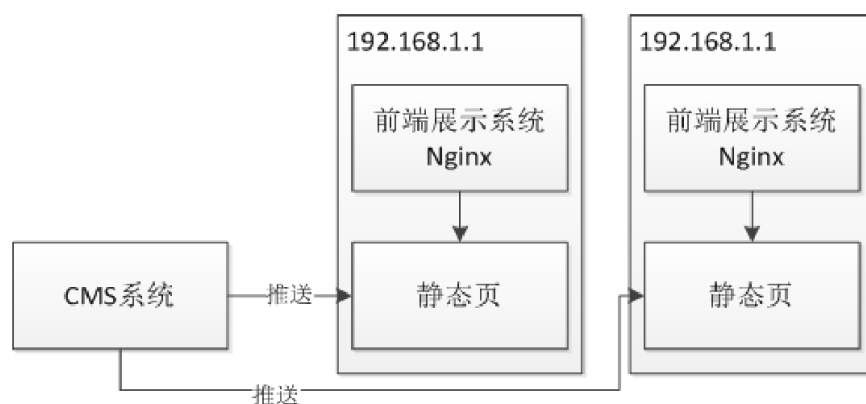 192.168.1.1
前端展示系统
Nginx
静态页
192.168.1.1
前端展示系统
Nginx
静态页
CMS系统
推送
推送